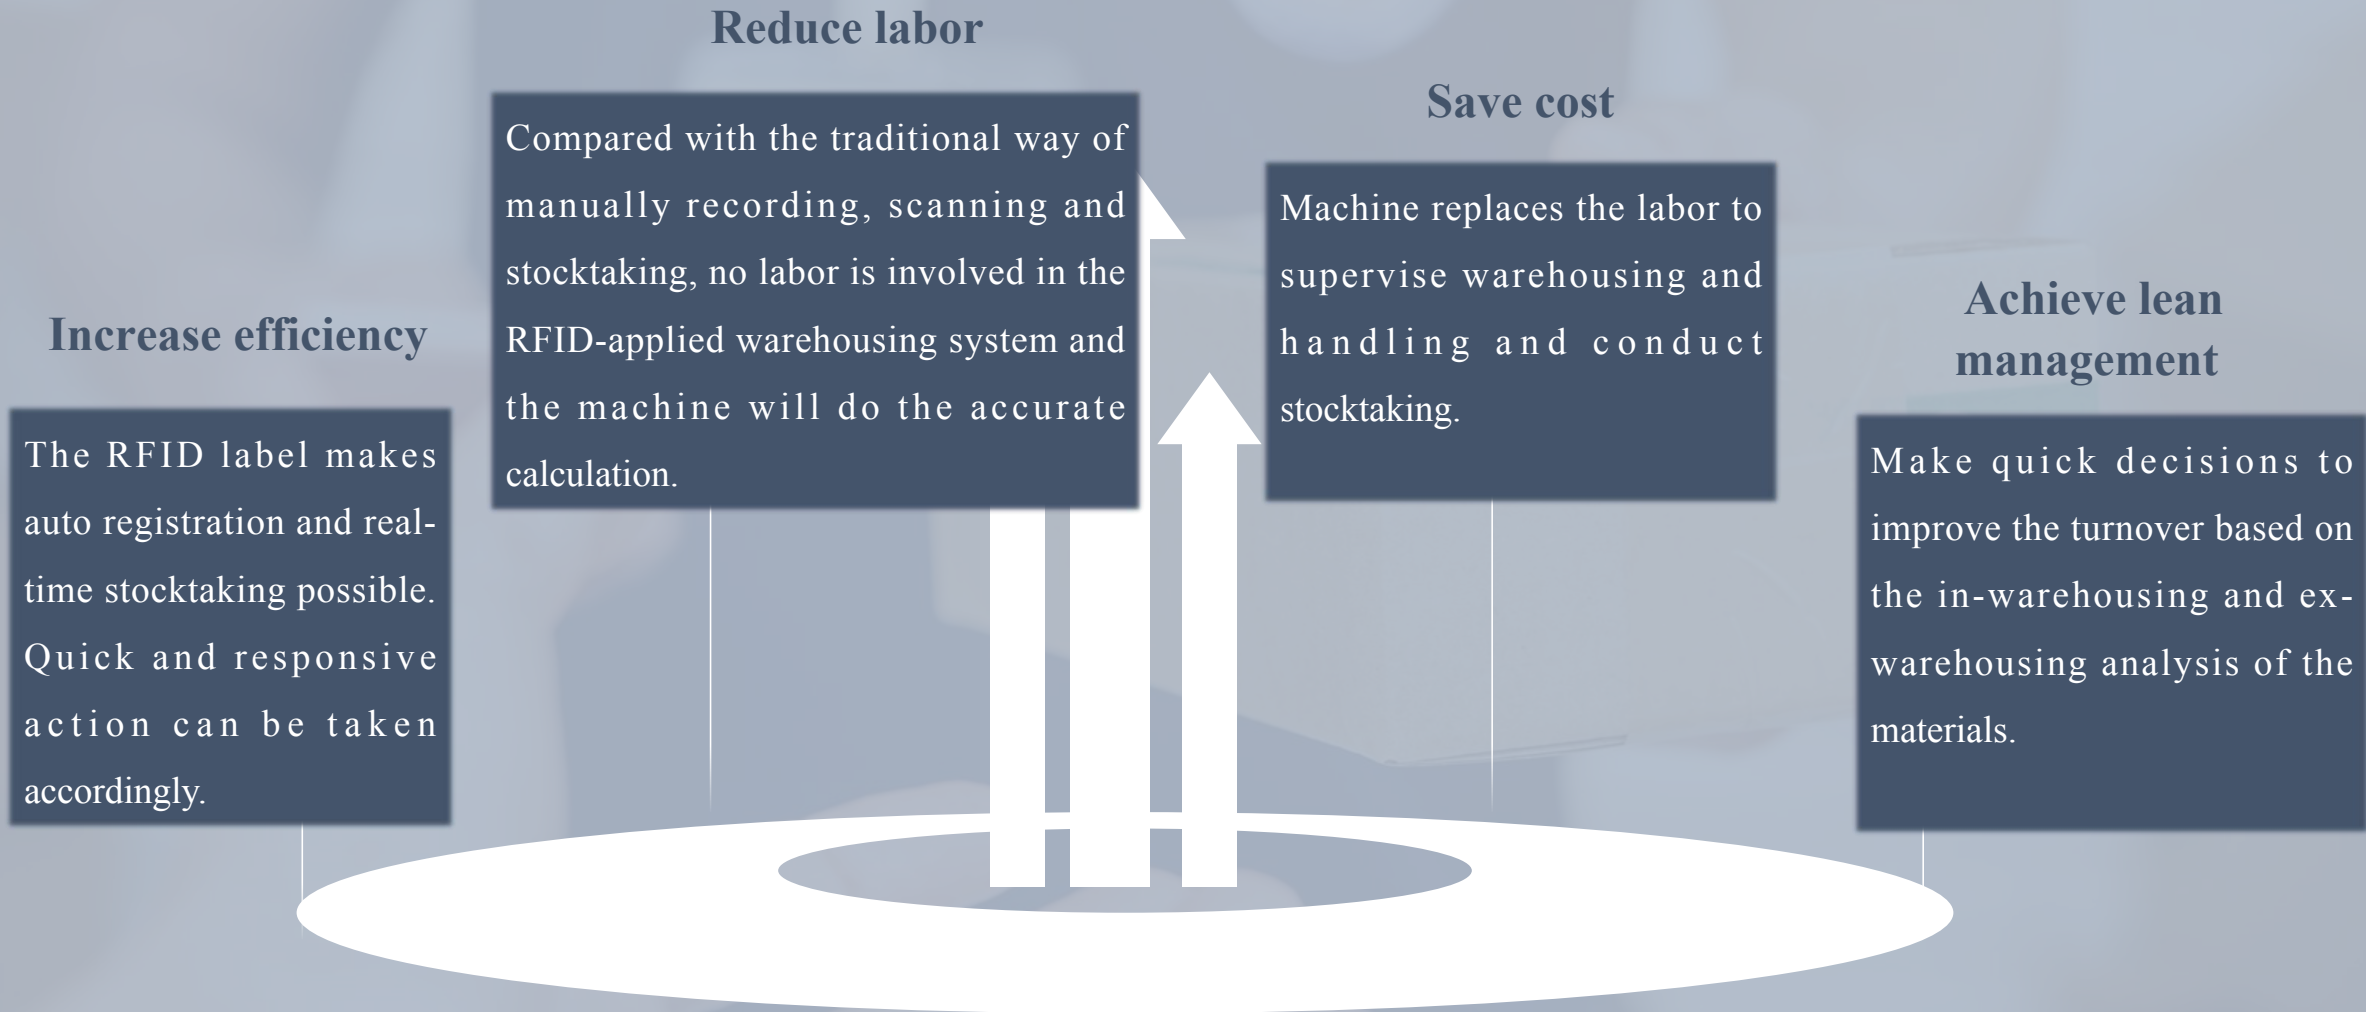 Increase efficiency
The RFID label makes
auto registration and real-
time stocktaking possible.
Quick and responsive
action can be taken
accordingly.
Reduce labor
Compared with the traditional way of
manually recording, scanning and
stocktaking, no labor is involved in the
RFID-applied warehousing system and
the machine will do the accurate
calculation.
Save cost
Machine replaces the labor to
supervise warehousing and
handling and conduct
stocktaking.
Achieve lean
management
Make quick decisions to
improve the turnover based on
the in-warehousing and ex-
warehousing analysis of the
materials.